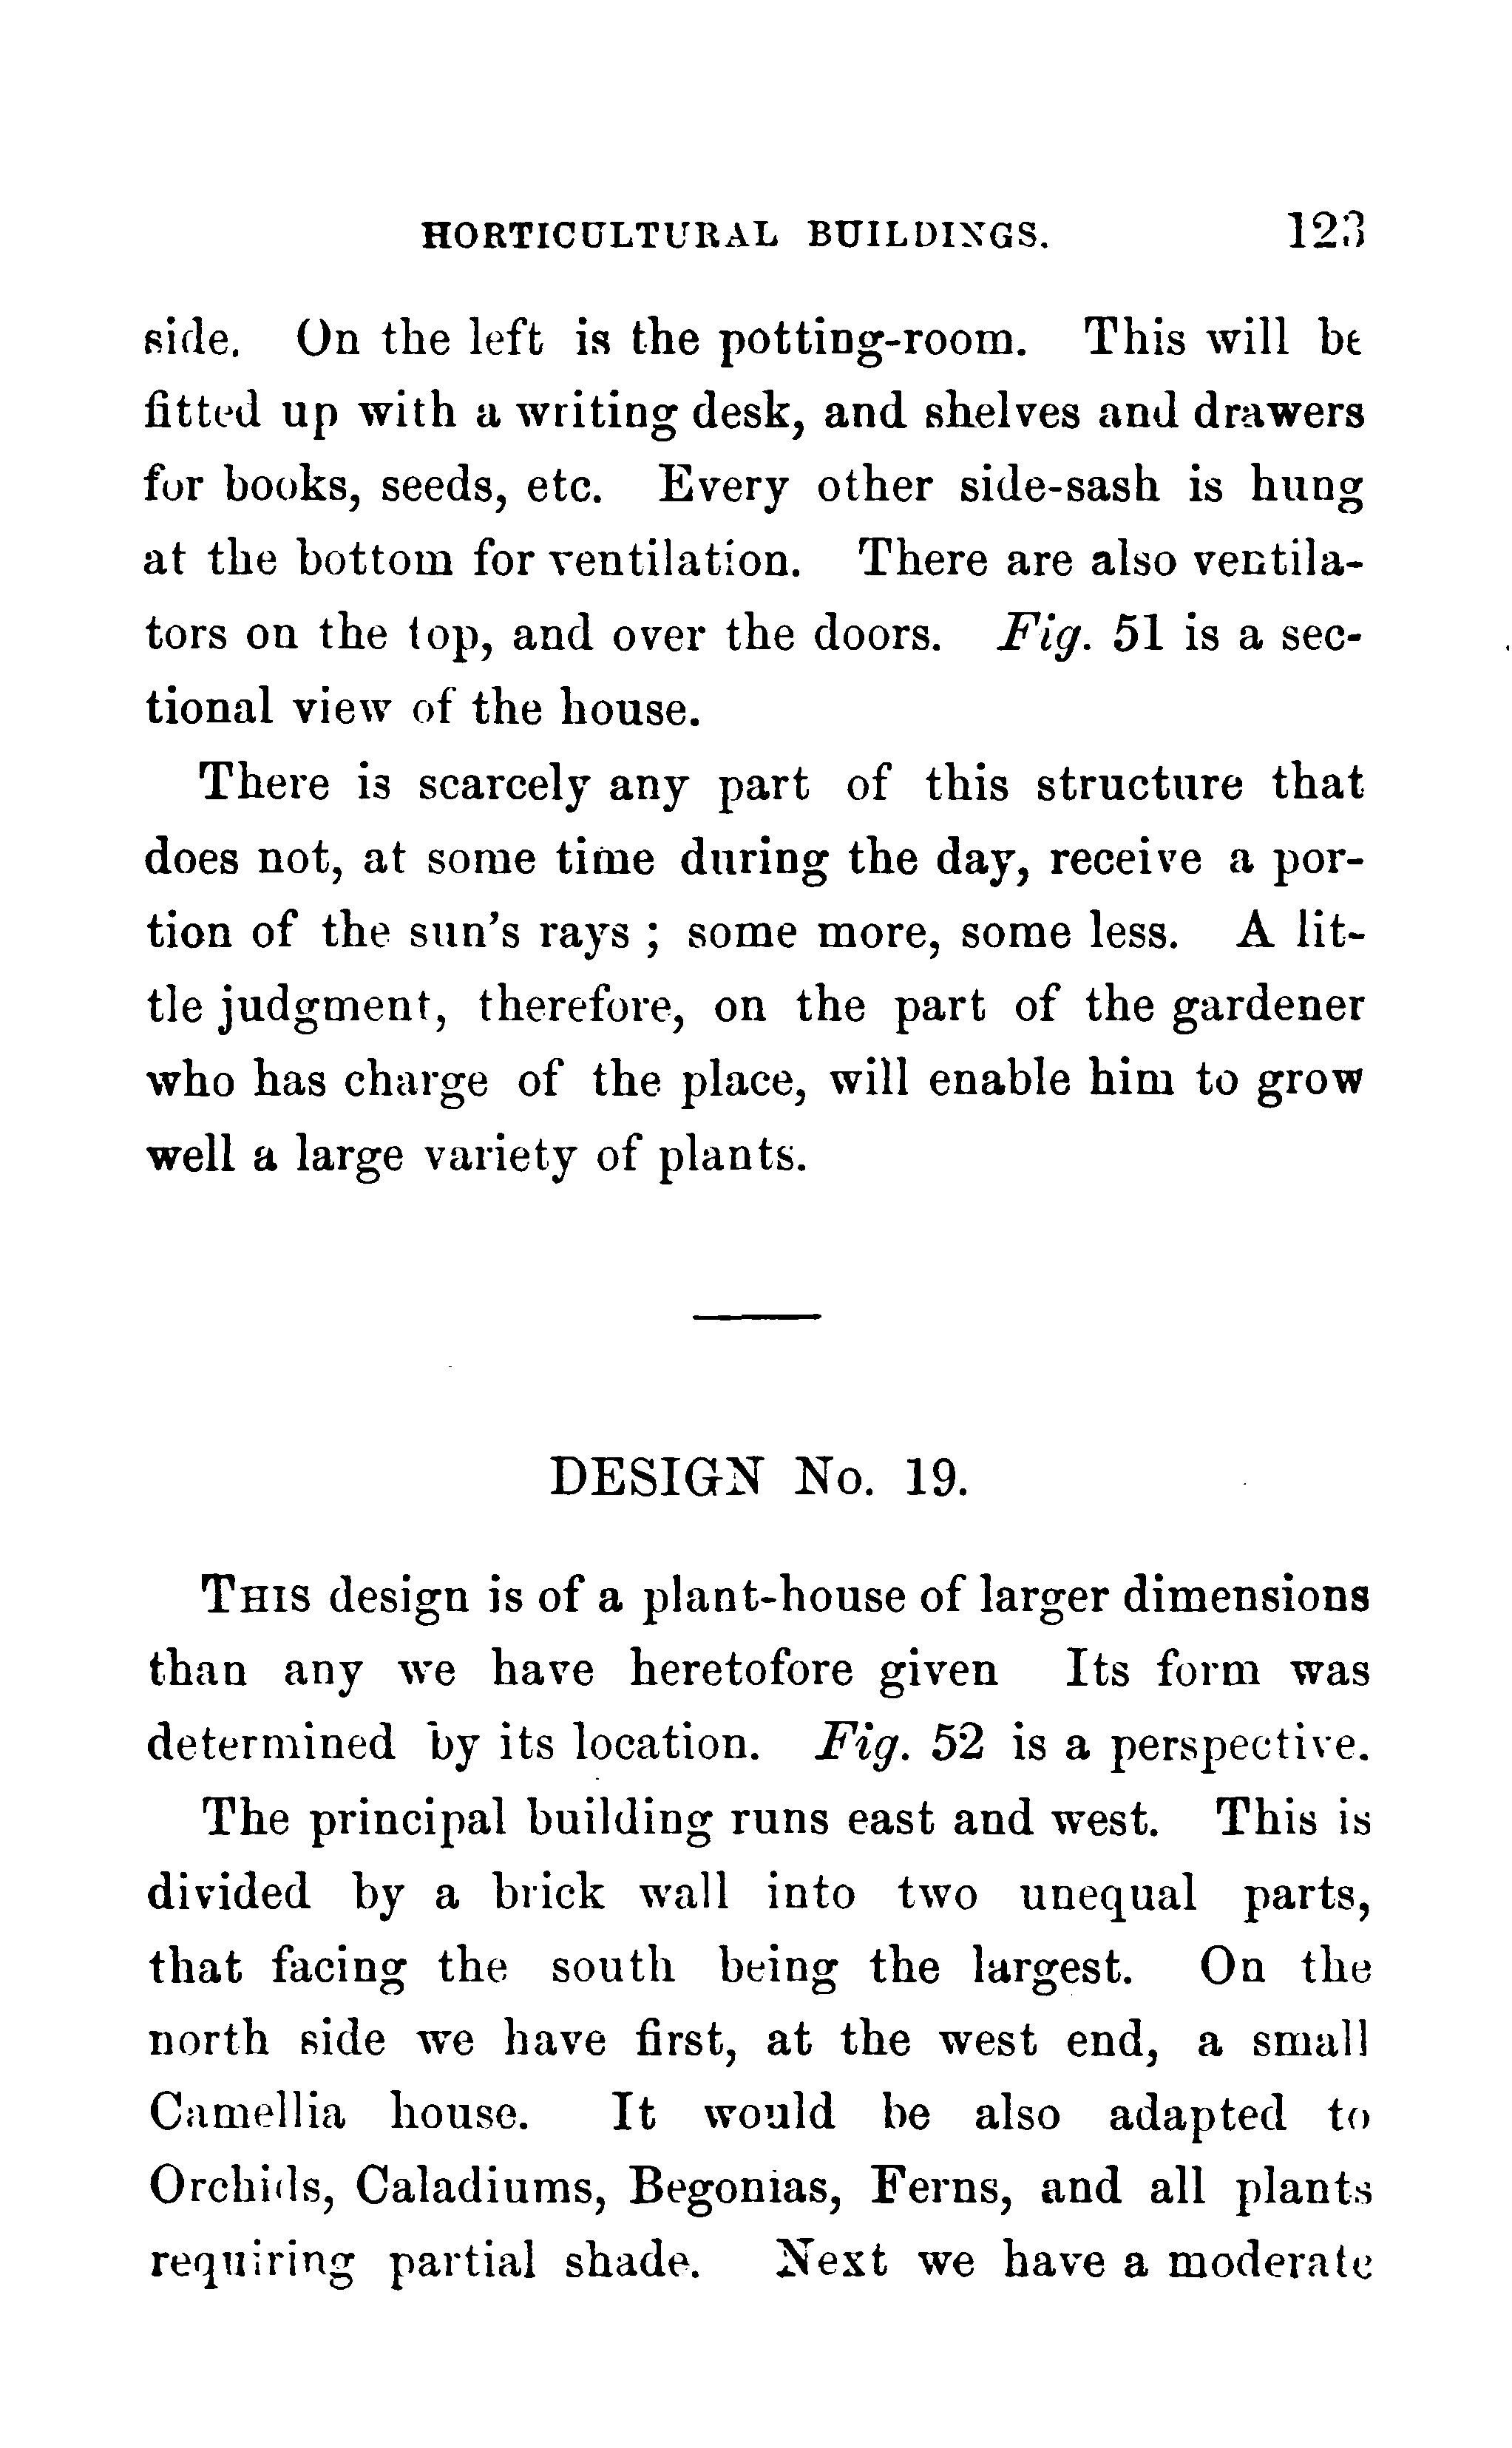 HORTICULTURAL BUILDINGS. 123
side. On the left is the potting-room. This will be
fitted up with a writing desk, and shelves and drawers
for books, seeds, etc. Every other side-sash is hung
at the bottom for ventilation. There are also ventila-
tors on the top, and over the doors. Fig. 51 is a sec-
tional view of the house.
There is scarcely any part of this structure that
does not, at some time during the day, receive a por-
tion of the sun's rays ; some more, some less. A lit-
tle judgment, therefore, on the part of the gardener
who has charge of the place, will enable him to grow
well a large variety of plants.
DESIGN No. 19.
This design is of a plant-house of larger dimensions
than any we have heretofore given Its form was
determined by its location. Fig. 52 is a perspective.
The principal building runs east and west. This is
divided by a brick wall into two unequal parts,
that facing the south being the largest. On the
north side we have first, at the west end, a small
Camellia house. It would be also adapted to
Orchids, Caladiums, Begonias, Ferns, and all plants
requiring partial shade. Next we have a moderate